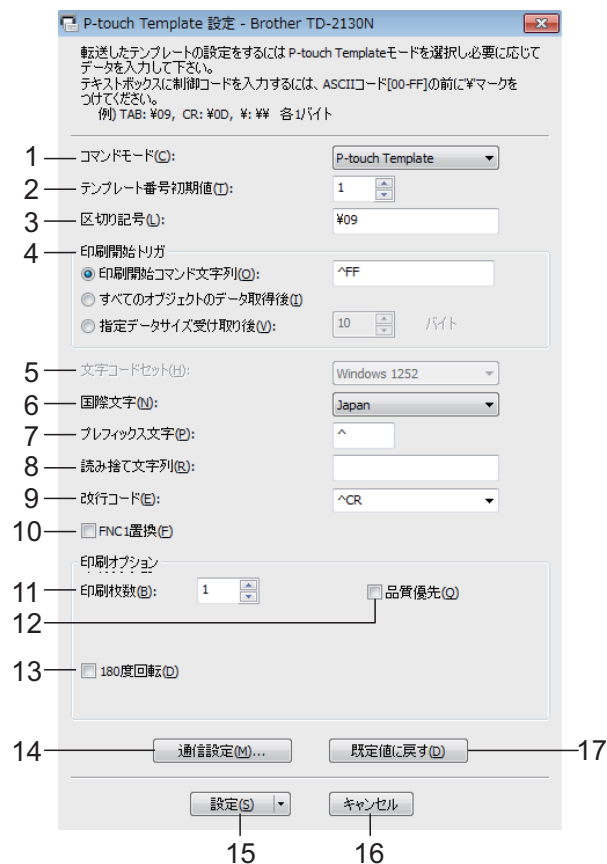 P-touch Template 設定 - Brother TD-2130N
転送したテンプレートの設定をするには P-touch Templateモードを選択し必要に応じて
データを入力して下さい。
テキストボックスに制御コードを入力するには、ASCIIコード[00-FF]の前に¥マークを
つけてください。
例) TAB: ¥09, CR: ¥0D, ¥: ¥¥ 各1バイト
1 コマンドモード(C): P-touch Template
2 テンプレート番号初期値(T): 1
3 区切り記号(L): ¥09
4 印刷開始トリガ
印刷開始コマンド文字列(O): ^FF
すべてのオブジェクトのデータ取得後(I)
指定データサイズ受け取り後(V): 10 バイト
5 文字コードセット(H): Windows 1252
6 国際文字(N): Japan
7 プレフィックス文字(P): ^
8 読み捨て文字列(R):
9 改行コード(E): ^CR
10 FNC1置換(F)
印刷オプション
11 印刷枚数(B): 1 品質優先(Q)
12
13 180度回転(D)
14 通信設定(M)... 既定値に戻す(D) 17
設定(S) キャンセル
15 16